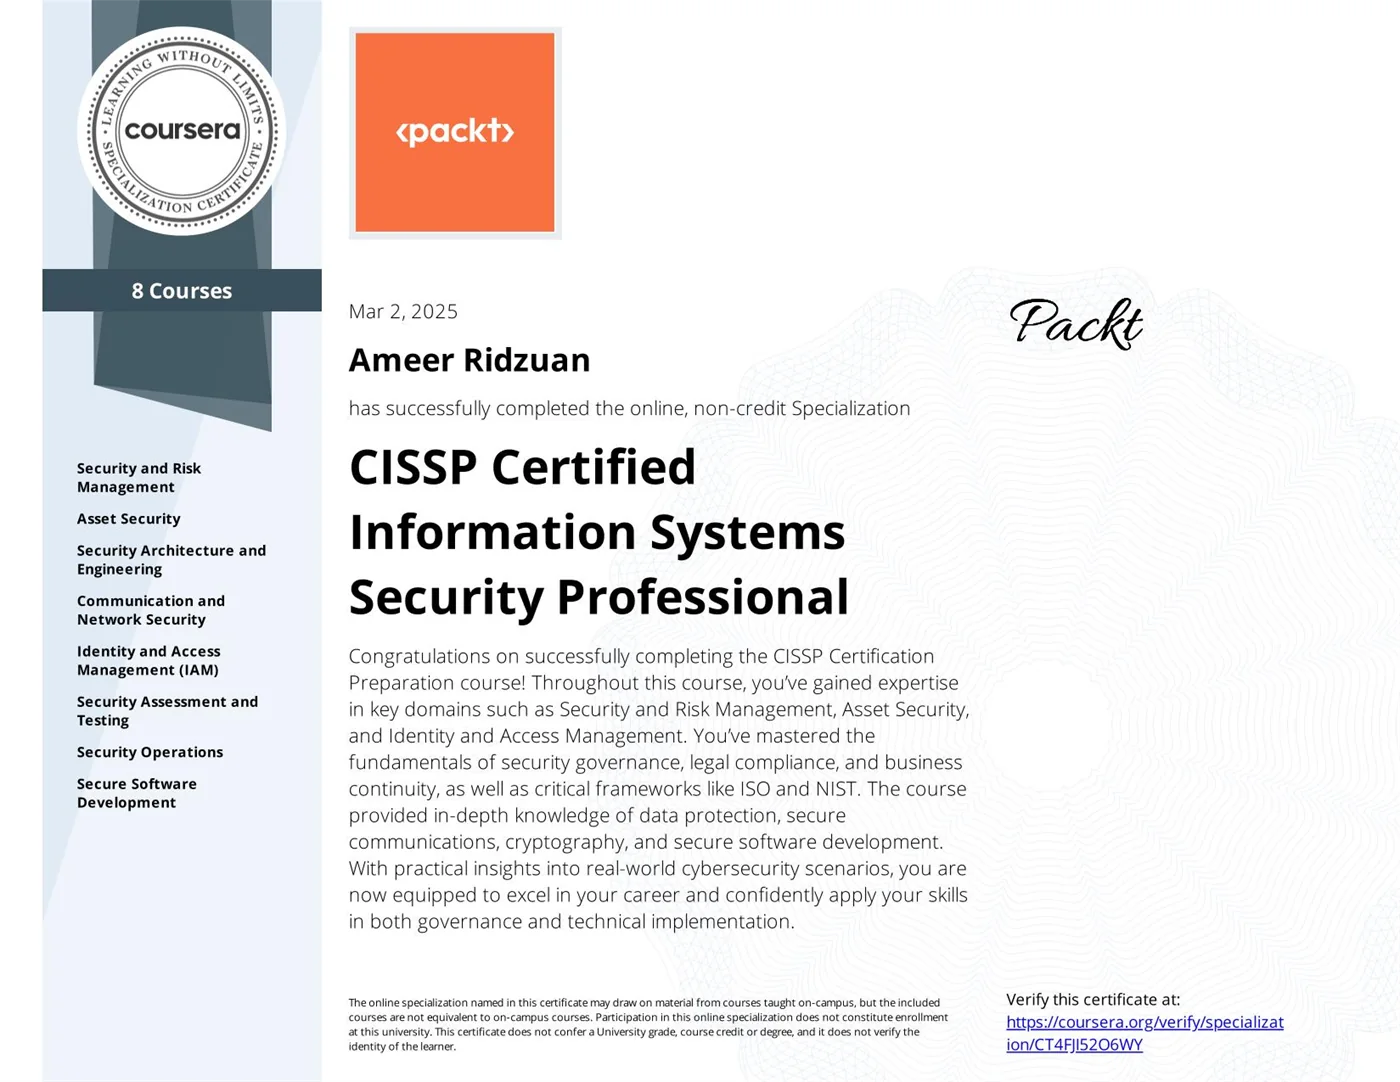 LEARNING WITHOUT LIMITS
coursera
SPECIALIZATION CERTIFICATE
8 Courses
Security and Risk
Management
Asset Security
Security Architecture and
Engineering
Communication and
Network Security
Identity and Access
Management (IAM)
Security Assessment and
Testing
Security Operations
Secure Software
Development
<packt>
Mar 2, 2025
Ameer Ridzuan
has successfully completed the online, non-credit Specialization
CISSP Certified
Information Systems
Security Professional
Congratulations on successfully completing the CISSP Certification
Preparation course! Throughout this course, you’ve gained expertise
in key domains such as Security and Risk Management, Asset Security,
and Identity and Access Management. You’ve mastered the
fundamentals of security governance, legal compliance, and business
continuity, as well as critical frameworks like ISO and NIST. The course
provided in-depth knowledge of data protection, secure
communications, cryptography, and secure software development.
With practical insights into real-world cybersecurity scenarios, you are
now equipped to excel in your career and confidently apply your skills
in both governance and technical implementation.
The online specialization named in this certificate may draw on material from courses taught on-campus, but the included
courses are not equivalent to on-campus courses. Participation in this online specialization does not constitute enrollment
at this university. This certificate does not confer a University grade, course credit or degree, and it does not verify the
identity of the learner.
Packt
Verify this certificate at:
https://coursera.org/verify/specializat
ion/CT4FJI52O6WY